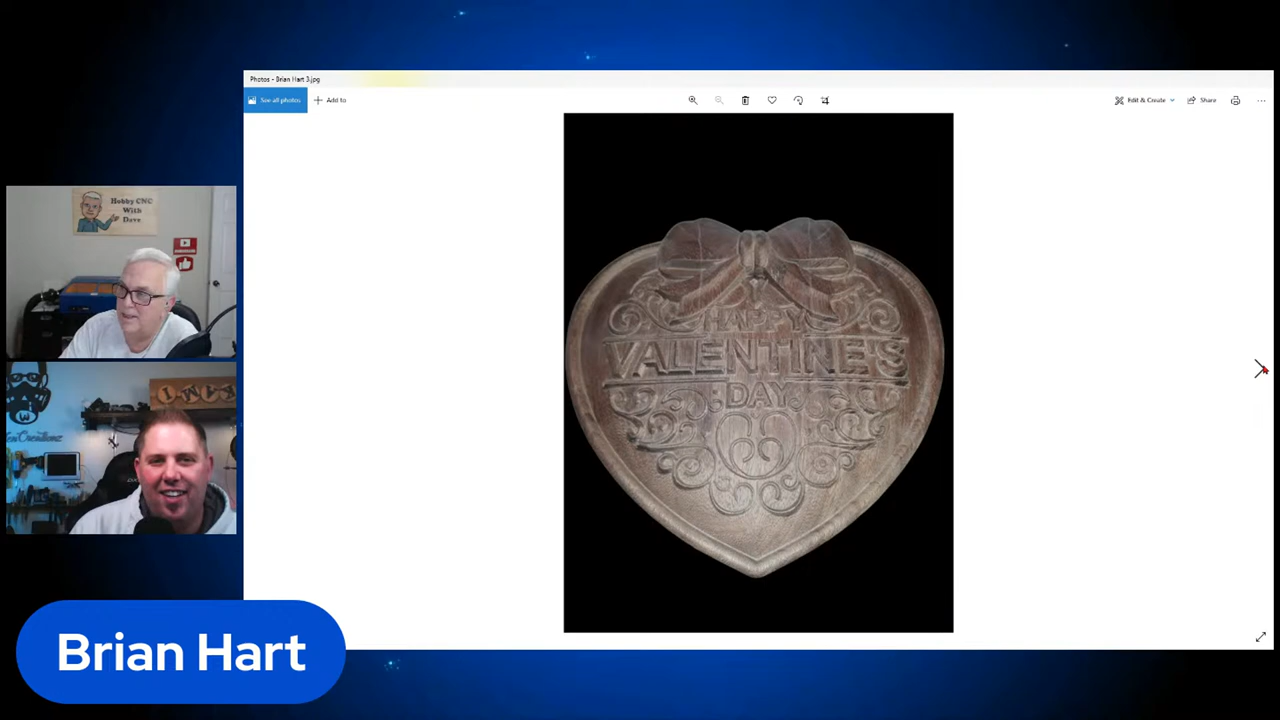 Photos - Brian Hart 3.jpg
See all photos
Add to
Edit & Create
Share
Hobby CNC
With
Dave
HAPPY
VALENTINE'S
DAY
Brian Hart